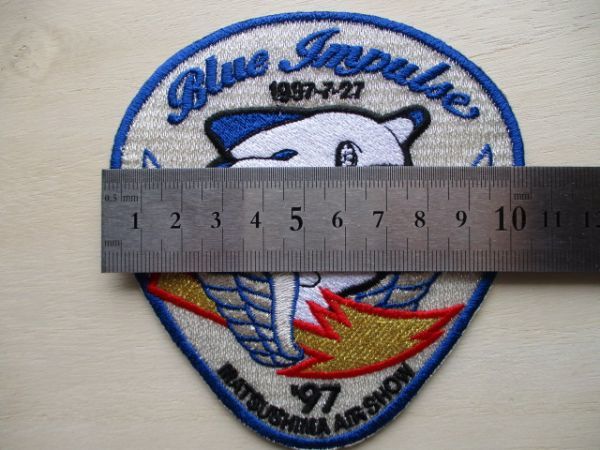 Blue Impulse
1997-7-27
0.5 mm mm
1 2 3 4 5 6 7 8 9 10 11 12
'97
MATSUSHIMA AIR SHOW